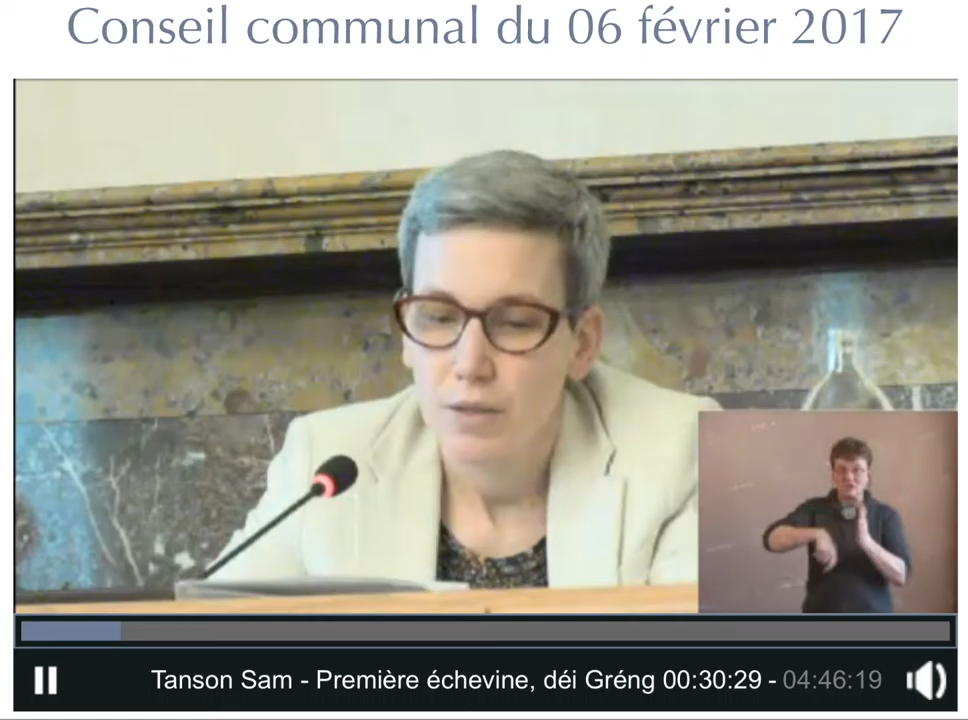 Conseil communal du 06 février 2017
Tanson Sam - Première échevine, déi Gréng 00:30:29 - 04:46:19